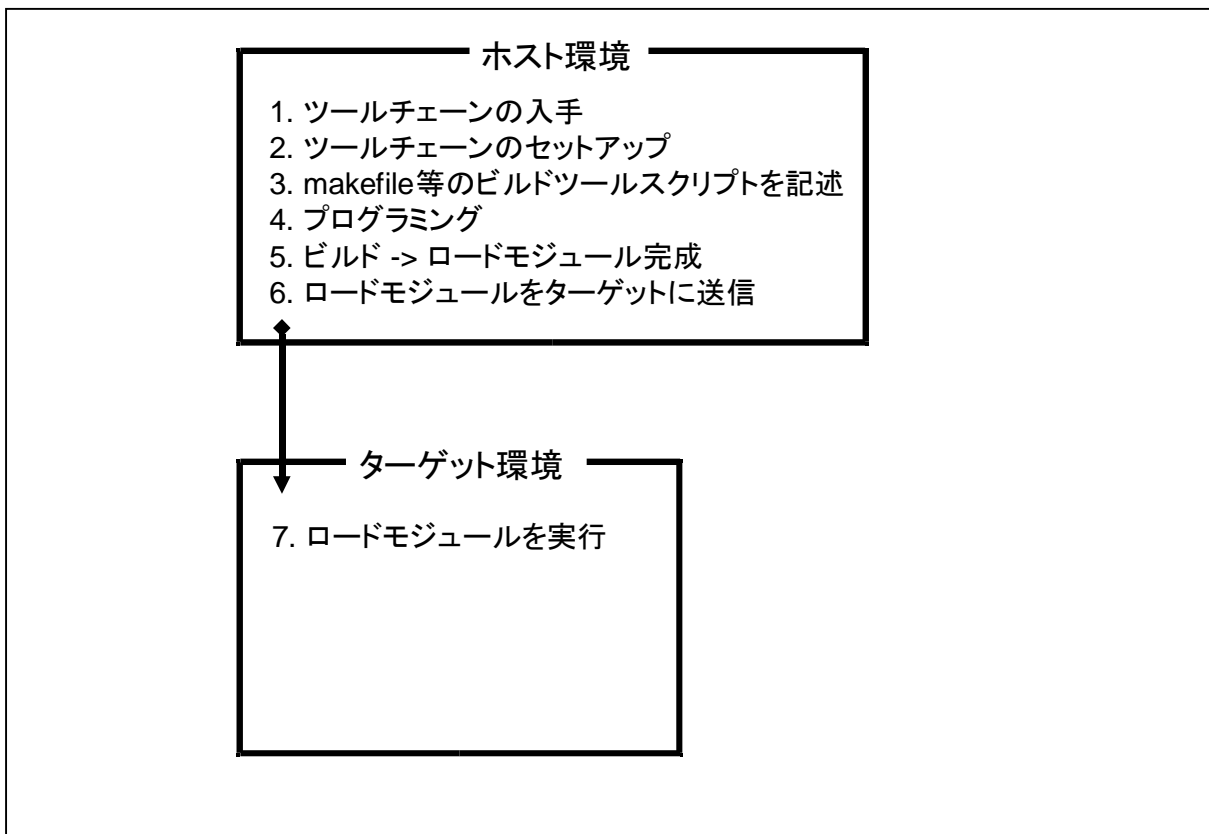 ホスト環境
1. ツールチェーンの入手
2. ツールチェーンのセットアップ
3. makefile等のビルドツールスクリプトを記述
4. プログラミング
5. ビルド -> ロードモジュール完成
6. ロードモジュールをターゲットに送信
ターゲット環境
7. ロードモジュールを実行